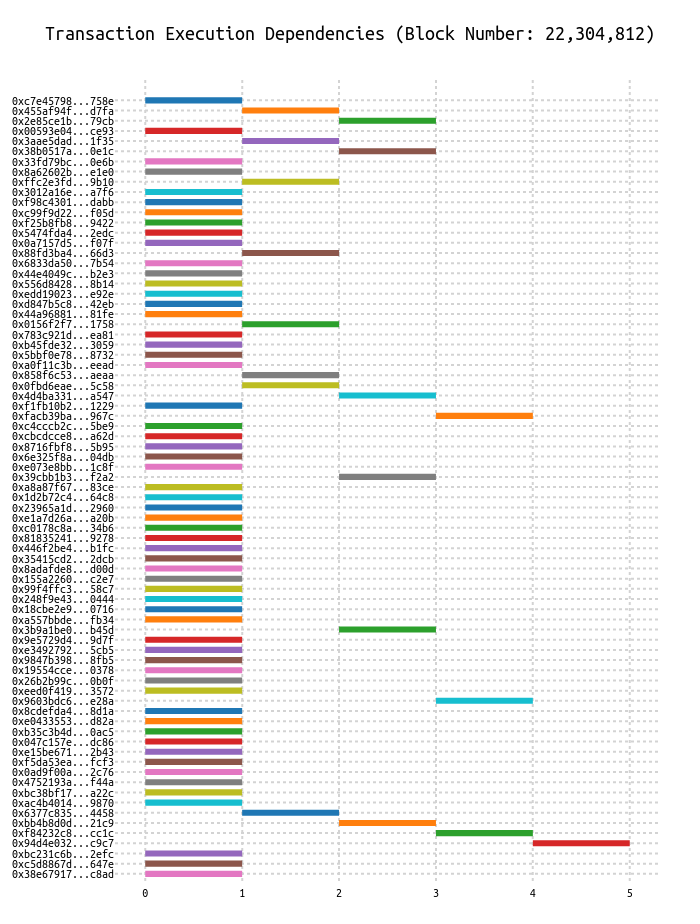 Transaction Execution Dependencies (Block Number: 22,304,812)
0xc7e45798...758e
0x455af94f...d7fa
0x2e85ce1b...79cb
0x00593e04...ce93
0x3aae5dad...1f35
0x38b0517a...0e1c
0x33fd79bc...0e6b
0x8a62602b...e1e0
0xffc2e3fd...9b10
0x3012a16e...a7f6
0xf98c4301...dabb
0xc99f9d22...f05d
0xf25b8fb8...9422
0x5474fda4...2edc
0x0a7157d5...f07f
0x88fd3ba4...66d3
0x6833da50...7b54
0x44e4049c...b2e3
0x556d8428...8b14
0xedd19023...e92e
0xd847b5c8...42eb
0x44a96881...81fe
0x0156f2f7...1758
0x783c921d...ea81
0xb45fde32...3059
0x5bbf0e78...8732
0xa0f11c3b...eead
0x858f6c53...aeaa
0x0fbd6eae...5c58
0x4d4ba331...a547
0xf1fb10b2...1229
0xfacb39ba...967c
0xc4cccb2c...5be9
0xcbcdcce8...a62d
0x8716fbf8...5b95
0x6e325f8a...04db
0xe073e8bb...1c8f
0x39cbb1b3...f2a2
0xa8a87f67...83ce
0x1d2b72c4...64c8
0x23965a1d...2960
0xe1a7d26a...a20b
0xc0178c8a...34b6
0x81835241...9278
0x446f2be4...b1fc
0x35415cd2...2dcb
0x8adafde8...d00d
0x155a2260...c2e7
0x99f4ffc3...58c7
0x248f9e43...0444
0x18cbe2e9...0716
0xa557bbde...fb34
0x3b9a1be0...b45d
0x9e5729d4...9d7f
0xe3492792...5cb5
0x9847b398...8fb5
0x19554cce...0378
0x26b2b99c...0b0f
0xeed0f419...3572
0x9603bdc6...e28a
0x8cdefda4...8d1a
0xe0433553...d82a
0xb35c3b4d...0ac5
0x047c157e...dc86
0xe15be671...2b43
0xf5da53ea...fcf3
0x0ad9f00a...2c76
0x4752193a...f44a
0xbc38bf17...a22c
0xac4b4014...9870
0x6377c835...4458
0xbb4b8d0d...21c9
0xf84232c8...cc1c
0x94d4e032...c9c7
0xbc231c6b...2efc
0xc5d8867d...647e
0x38e67917...c8ad
0 1 2 3 4 5